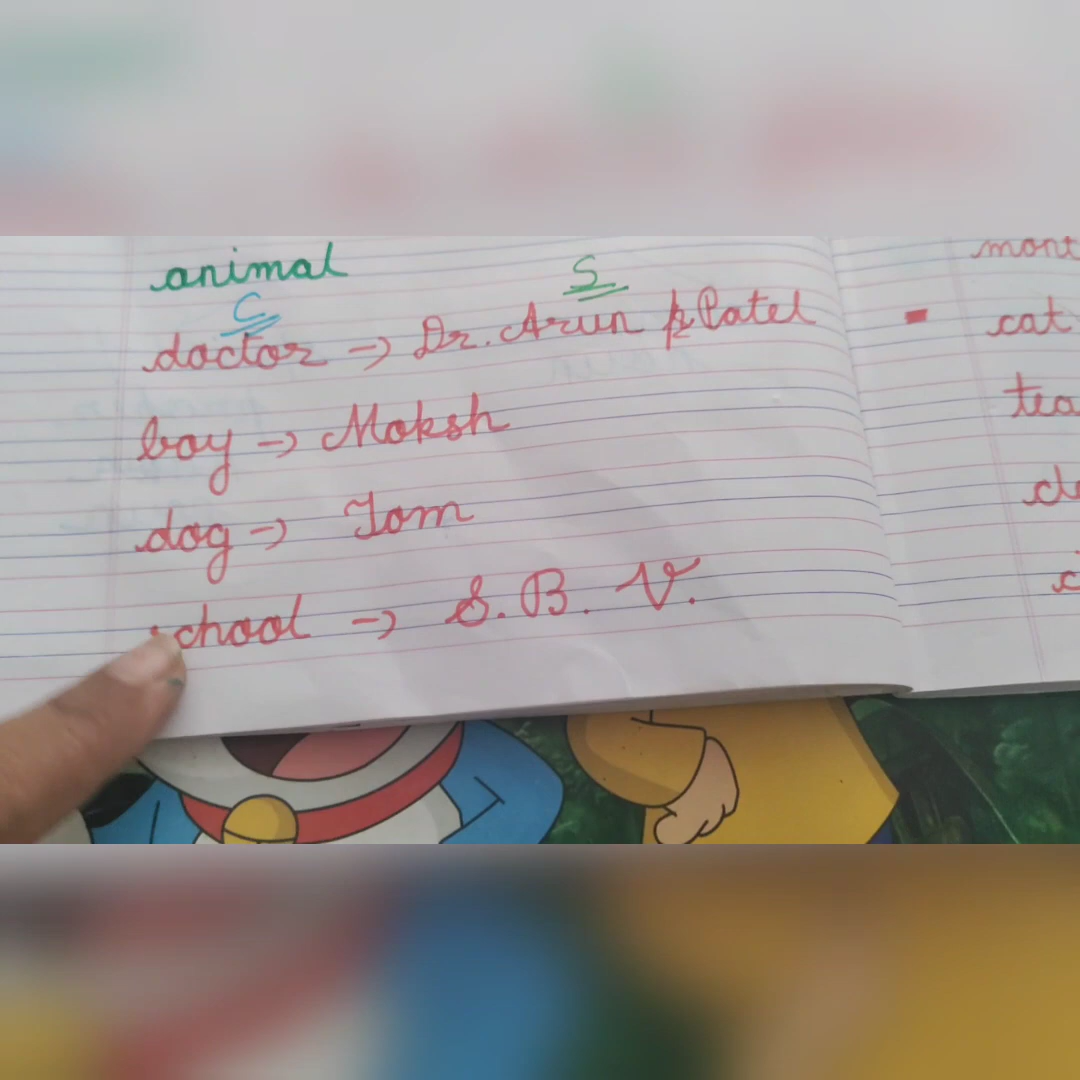 animal
C S
doctor → Dr. Arun Patel
boy → Moksh
dog → Tom
school → S. B. V.
cat